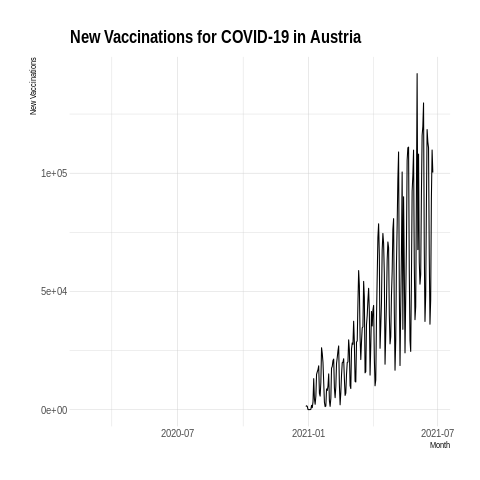 New Vaccinations for COVID-19 in Austria
New Vaccinations
1e+05
5e+04
0e+00
2020-07
2021-01
2021-07
Month